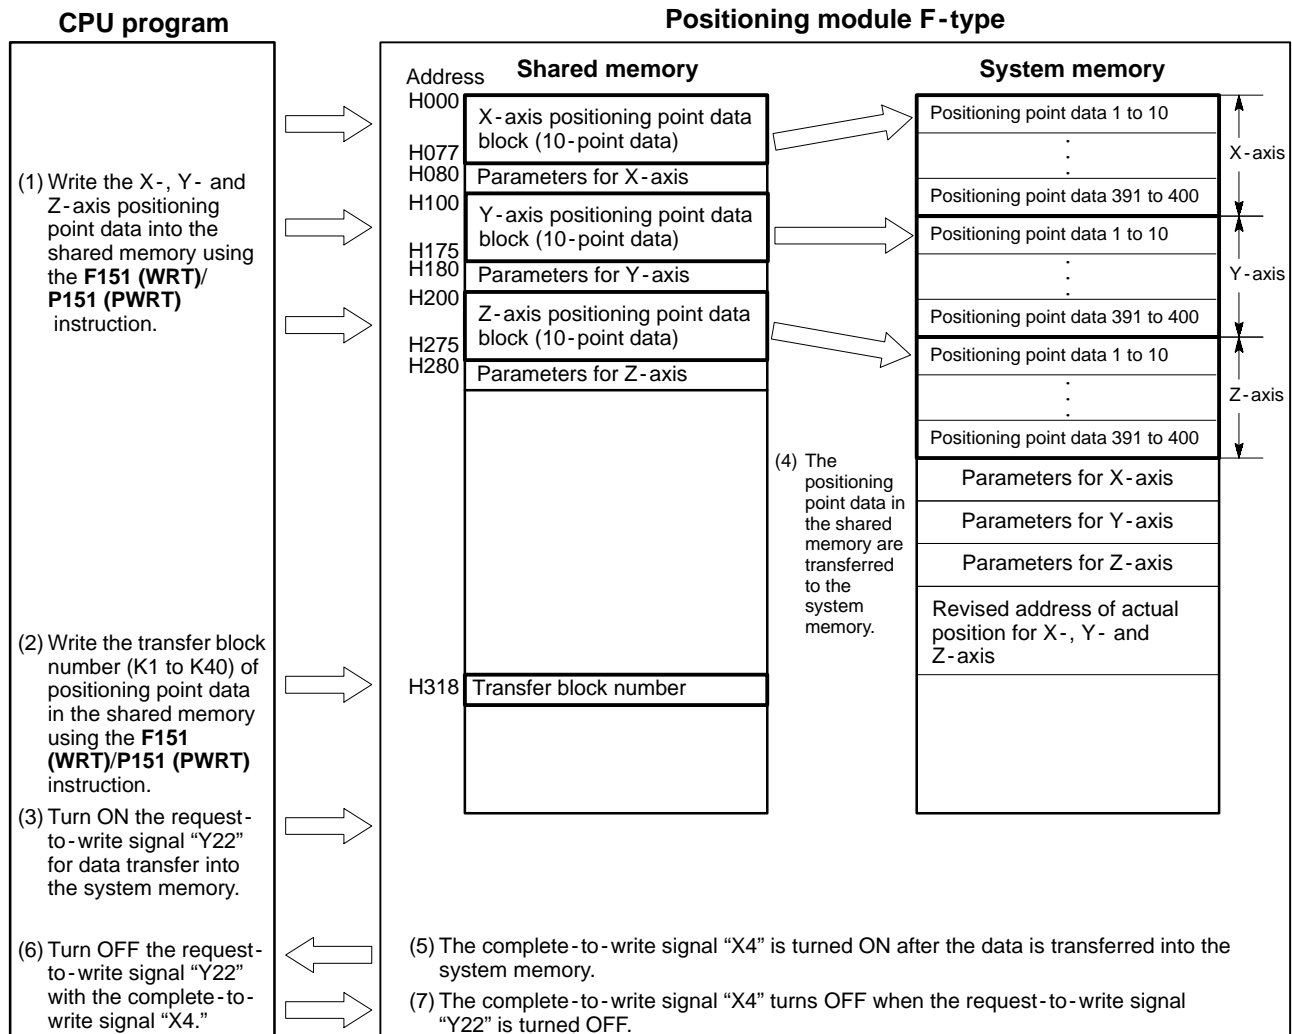 CPU program
Positioning module F-type
(1) Write the X-, Y- and
Z-axis positioning
point data into the
shared memory using
the F151 (WRT)/
P151 (PWRT)
instruction.
(2) Write the transfer block
number (K1 to K40) of
positioning point data
in the shared memory
using the F151
(WRT)/P151 (PWRT)
instruction.
(3) Turn ON the request-
to-write signal “Y22”
for data transfer into
the system memory.
(6) Turn OFF the request-
to-write signal “Y22”
with the complete-to-
write signal “X4.”
Address
Shared memory
H000
X-axis positioning point data
block (10-point data)
H077
H080
Parameters for X-axis
H100
Y-axis positioning point data
block (10-point data)
H175
H180
Parameters for Y-axis
H200
Z-axis positioning point data
block (10-point data)
H275
H280
Parameters for Z-axis
H318
Transfer block number
(4) The
positioning
point data in
the shared
memory are
transferred
to the
system
memory.
System memory
Positioning point data 1 to 10
Positioning point data 391 to 400
X-axis
Positioning point data 1 to 10
Positioning point data 391 to 400
Y-axis
Positioning point data 1 to 10
Positioning point data 391 to 400
Z-axis
Parameters for X-axis
Parameters for Y-axis
Parameters for Z-axis
Revised address of actual
position for X-, Y- and
Z-axis
(5) The complete-to-write signal “X4” is turned ON after the data is transferred into the
system memory.
(7) The complete-to-write signal “X4” turns OFF when the request-to-write signal
“Y22” is turned OFF.